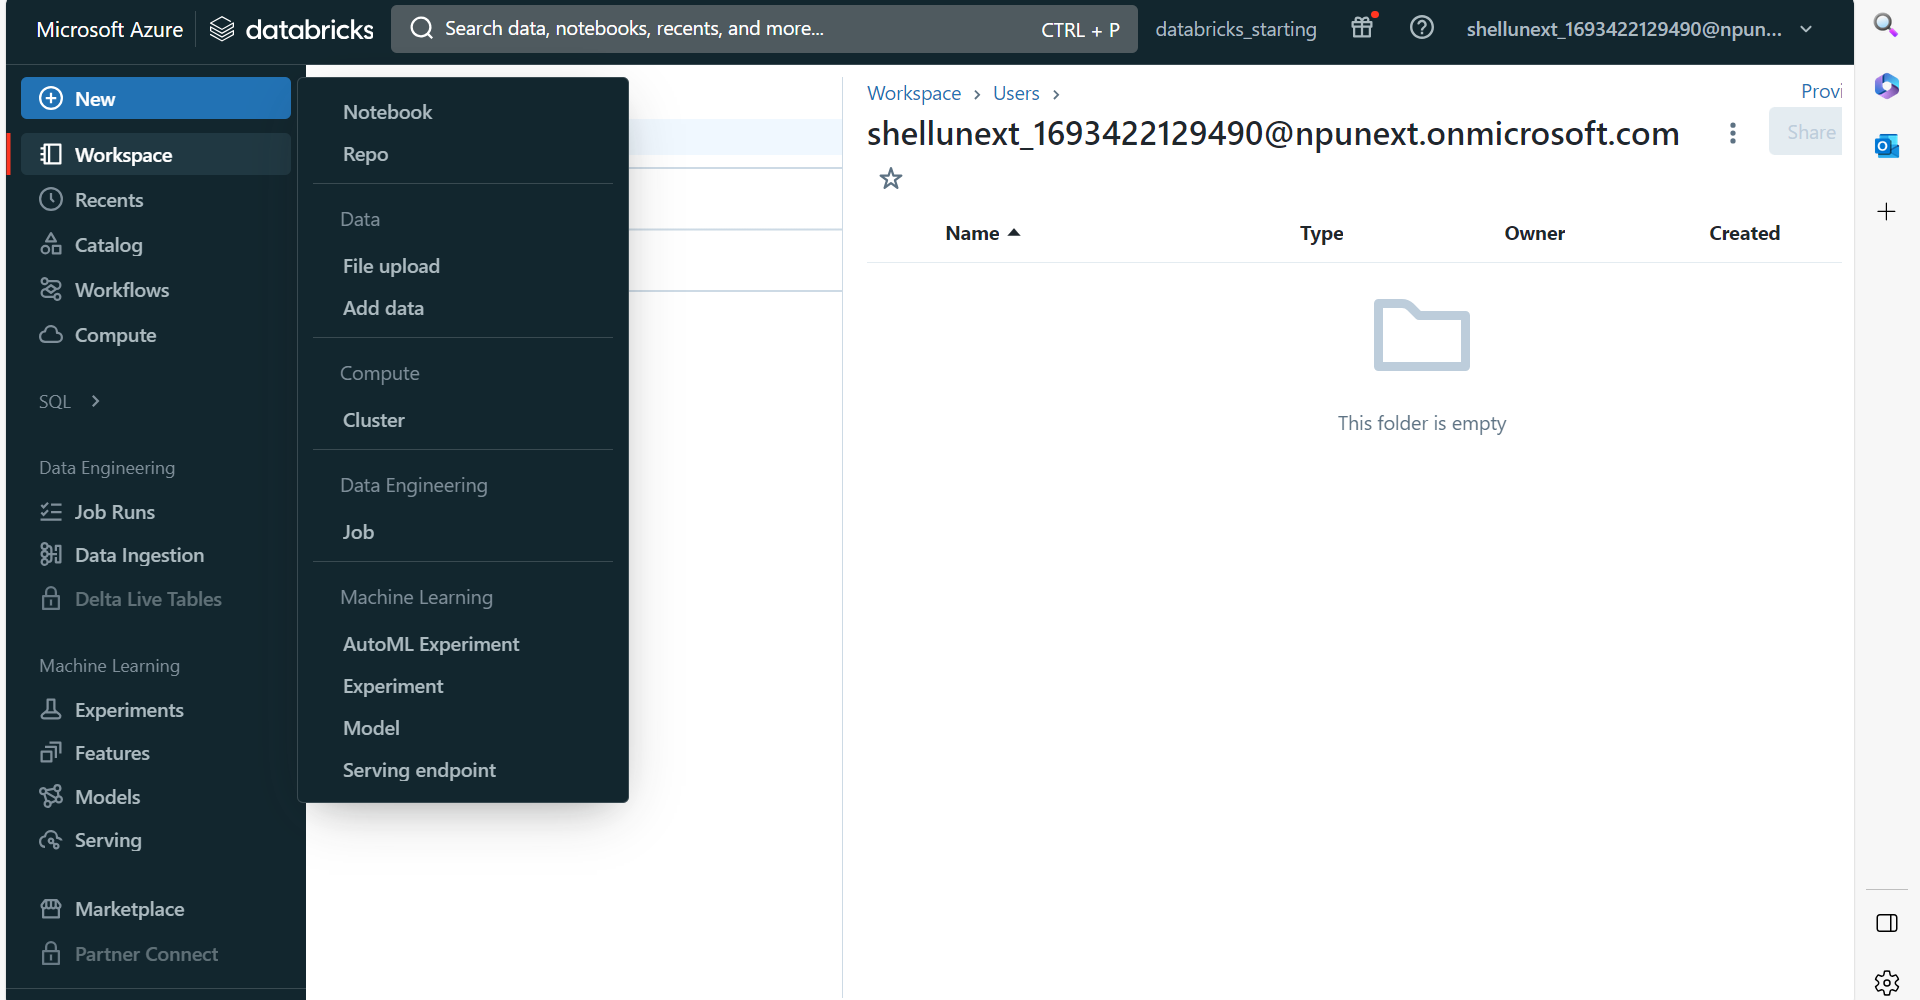 Microsoft Azure databricks Search data, notebooks, recents, and more... CTRL + P databricks_starting shellunext_1693422129490@npun...
New
Workspace
Recents
Catalog
Workflows
Compute
SQL
Data Engineering
Job Runs
Data Ingestion
Delta Live Tables
Machine Learning
Experiments
Features
Models
Serving
Marketplace
Partner Connect
Notebook
Repo
Data
File upload
Add data
Compute
Cluster
Data Engineering
Job
Machine Learning
AutoML Experiment
Experiment
Model
Serving endpoint
Workspace > Users > Provi
shellunext_1693422129490@npunext.onmicrosoft.com Share
Name Type Owner Created
This folder is empty